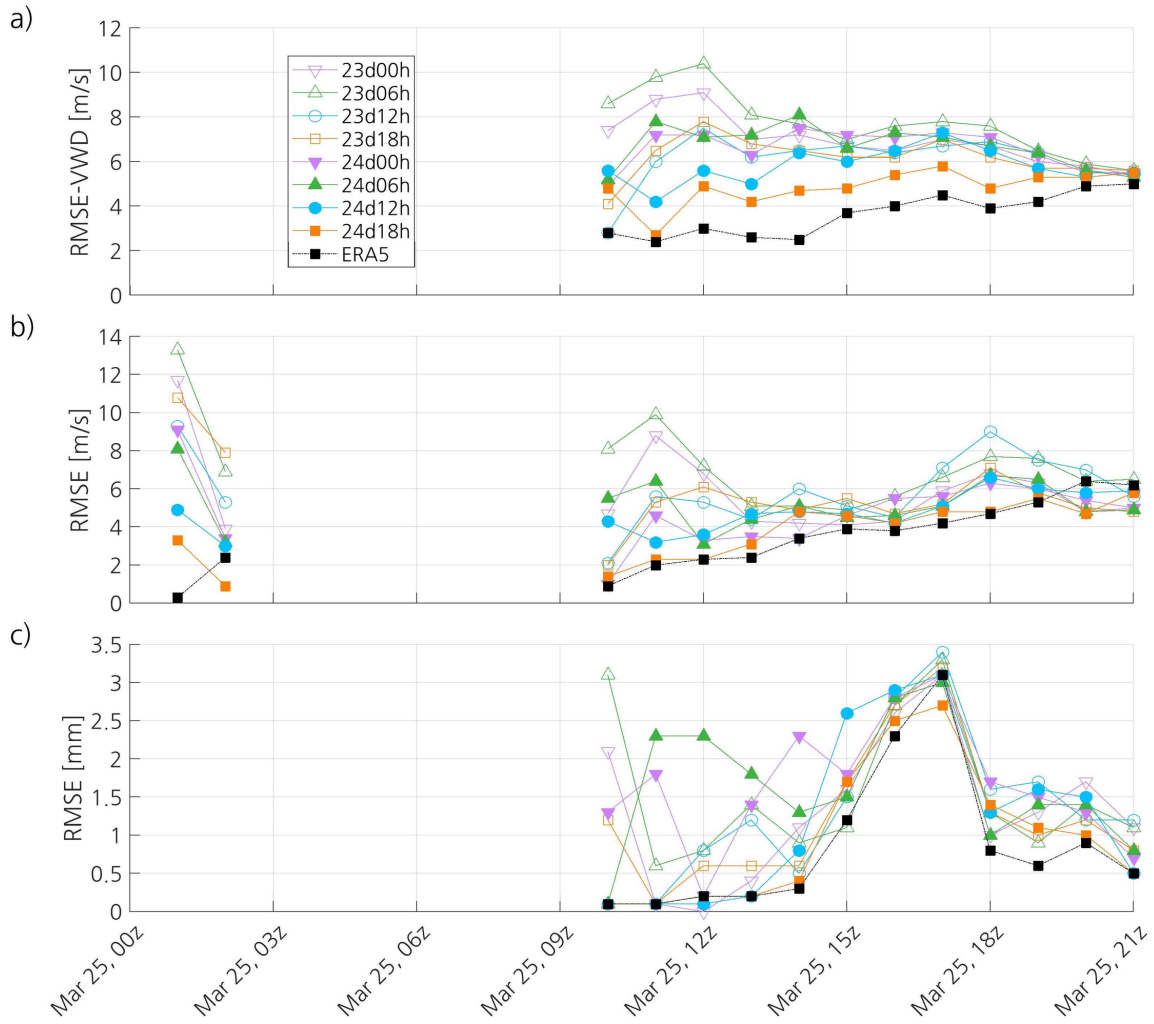 a)
RMSE-VWD [m/s]
12
10
8
6
4
2
0
23d00h
23d06h
23d12h
23d18h
24d00h
24d06h
24d12h
24d18h
ERA5
b)
RMSE [m/s]
14
12
10
8
6
4
2
0
c)
RMSE [mm]
3.5
3
2.5
2
1.5
1
0.5
0
Mar 25, 00z
Mar 25, 03z
Mar 25, 06z
Mar 25, 09z
Mar 25, 12z
Mar 25, 15z
Mar 25, 18z
Mar 25, 21z